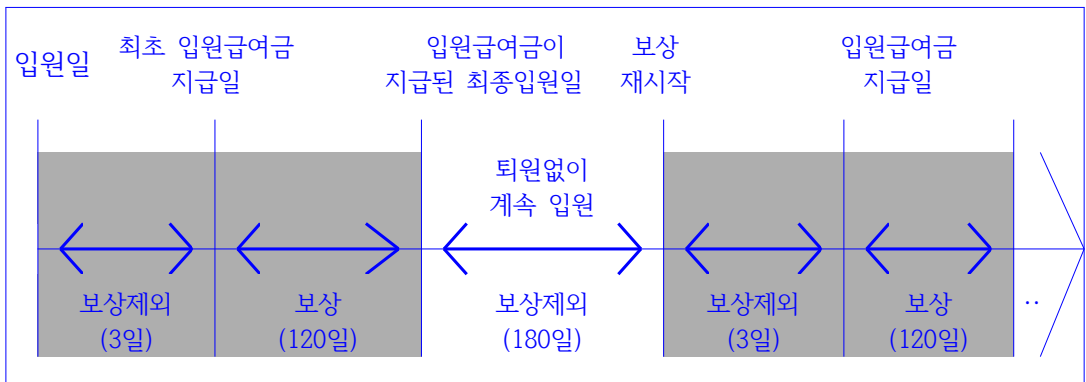 입원일
최초 입원급여금
지급일
입원급여금이
지급된 최종입원일
보상
재시작
입원급여금
지급일
퇴원없이
계속 입원
보상제외
(3일)
보상
(120일)
보상제외
(180일)
보상제외
(3일)
보상
(120일)
..